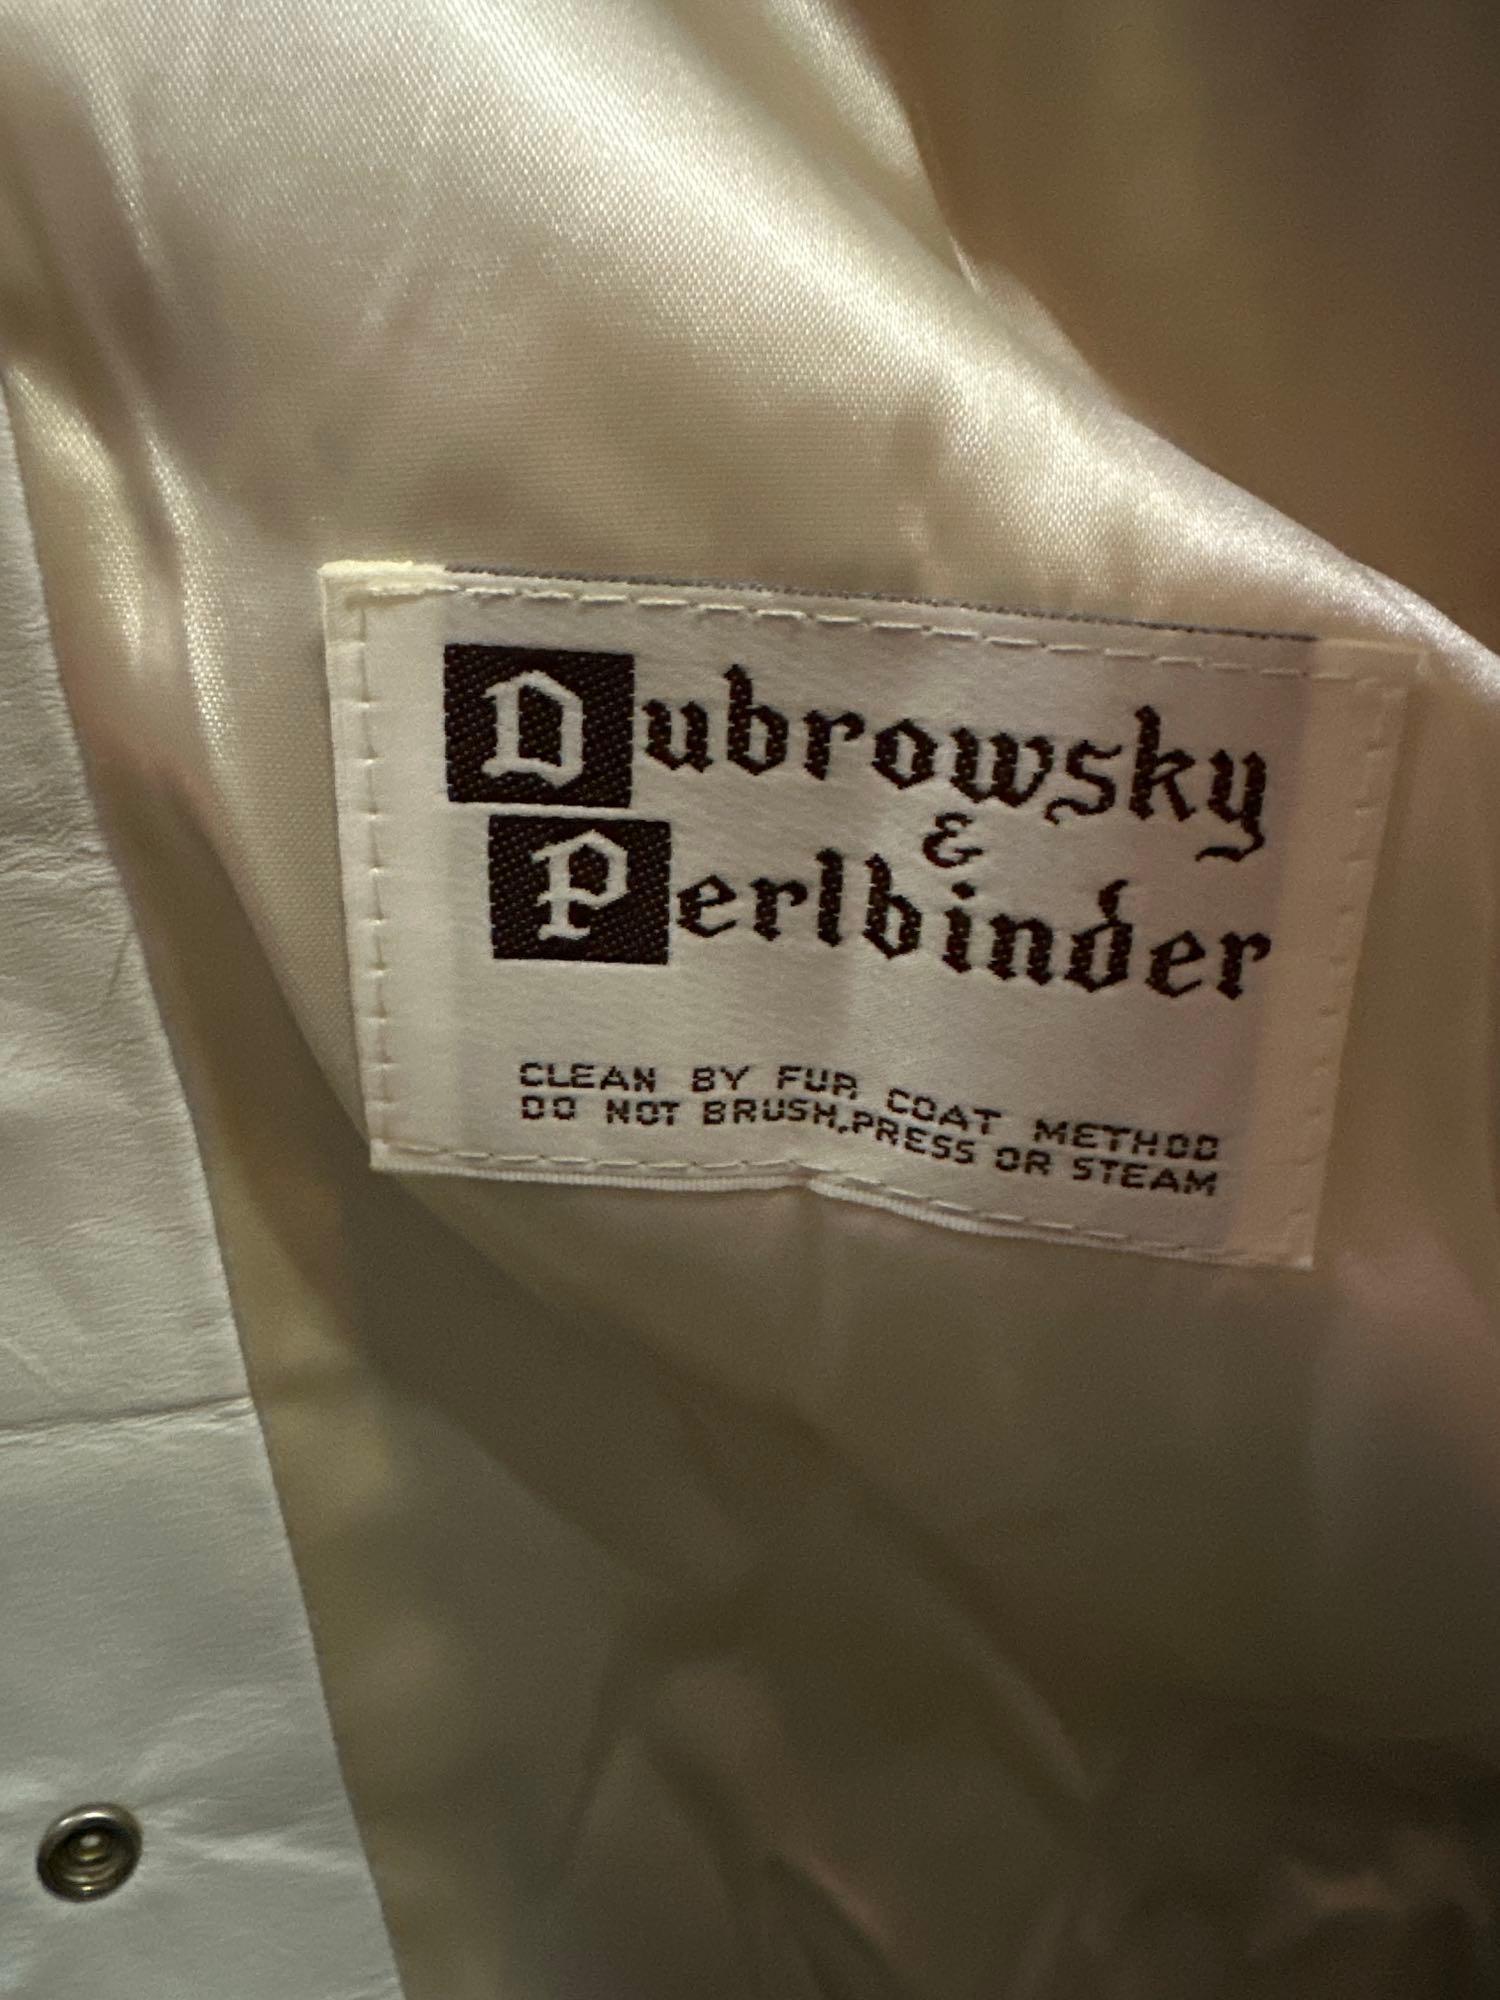 Dubrowsky
&
Perlbinder
CLEAN BY FUR COAT METHOD
DO NOT BRUSH,PRESS OR STEAM